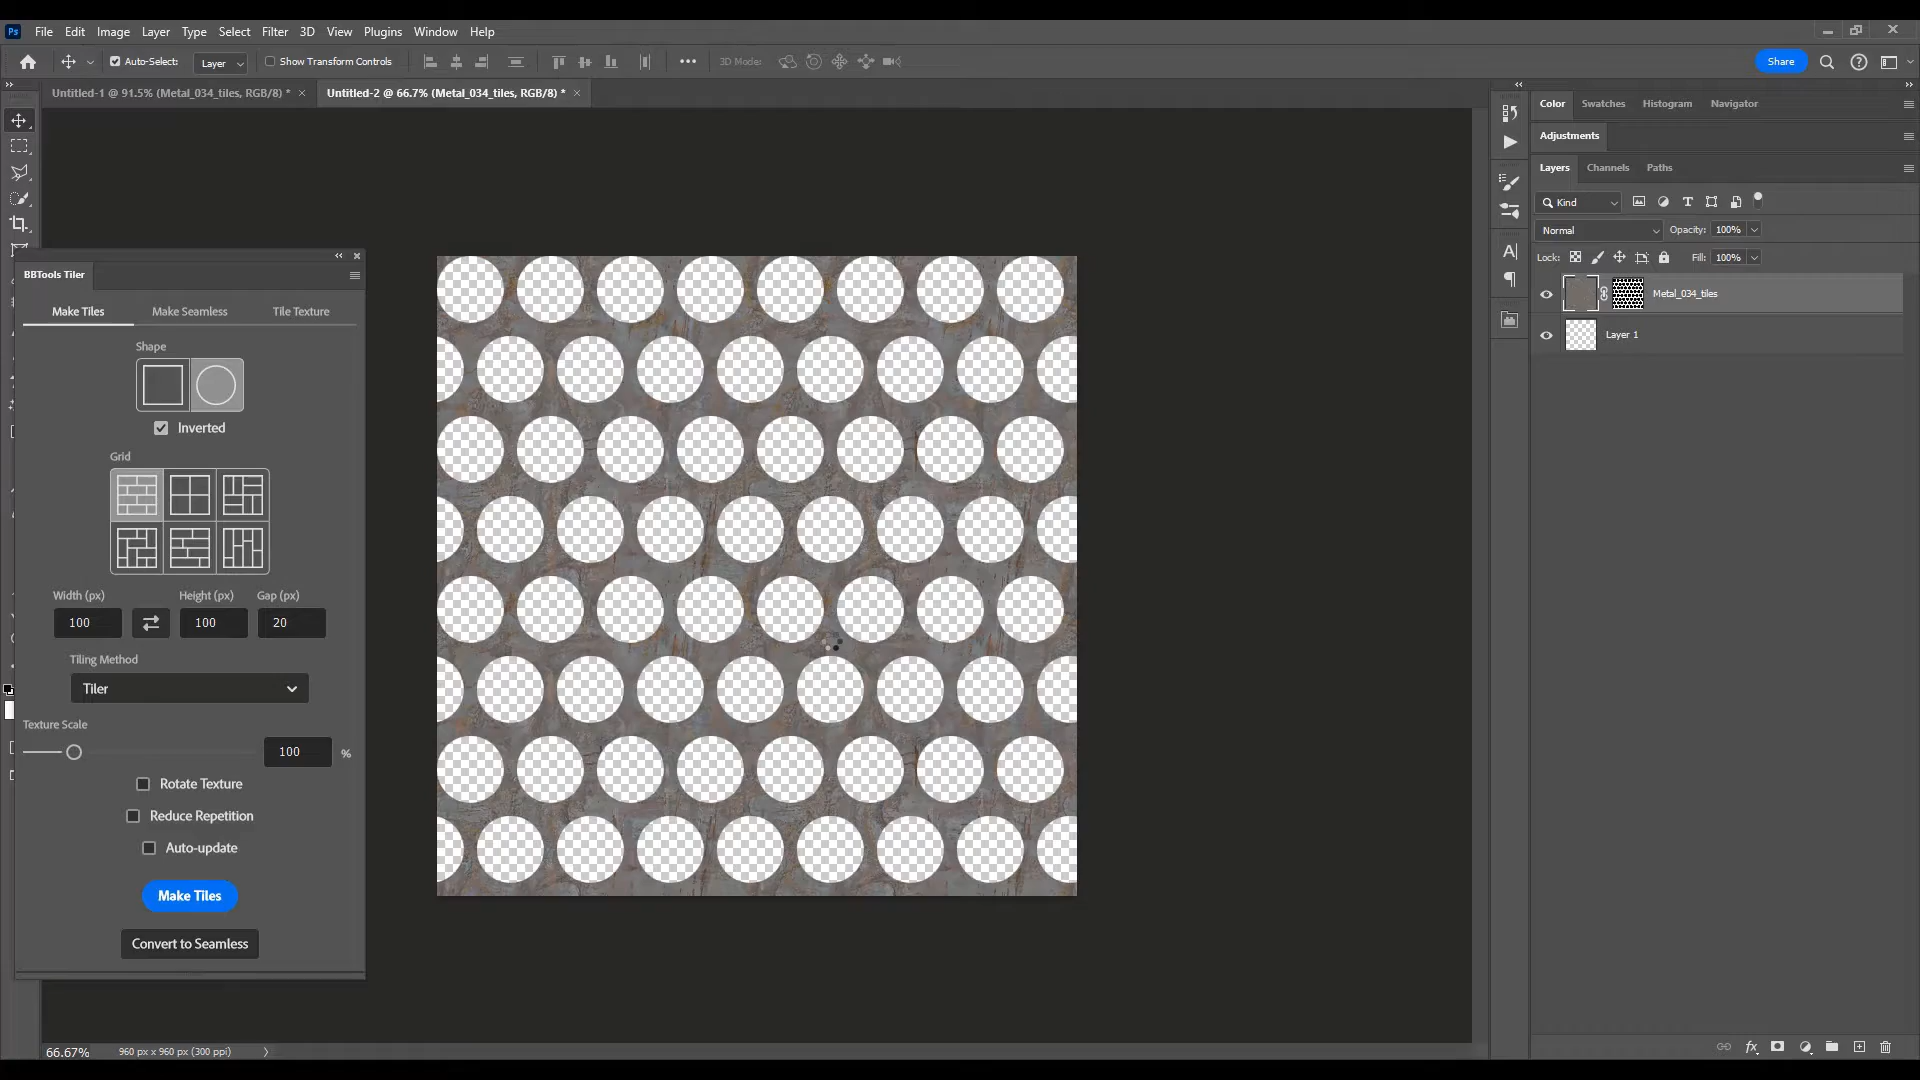 Ps File Edit Image Layer Type Select Filter 3D View Plugins Window Help
Auto-Select: Layer Show Transform Controls 3D Mode: Share
Untitled-1 @ 91.5% (Metal_034_tiles, RGB/8) * Untitled-2 @ 66.7% (Metal_034_tiles, RGB/8) *
Color Swatches Histogram Navigator
Adjustments
Layers Channels Paths
Kind
Normal Opacity: 100%
Lock: Fill: 100%
Metal_034_tiles
Layer 1
BBTools Tiler
Make Tiles Make Seamless Tile Texture
Shape
Inverted
Grid
Width (px) Height (px) Gap (px)
100 100 20
Tiling Method
Tiler
Texture Scale
100 %
Rotate Texture
Reduce Repetition
Auto-update
Make Tiles
Convert to Seamless
66.67% 960 px x 960 px (300 ppi)